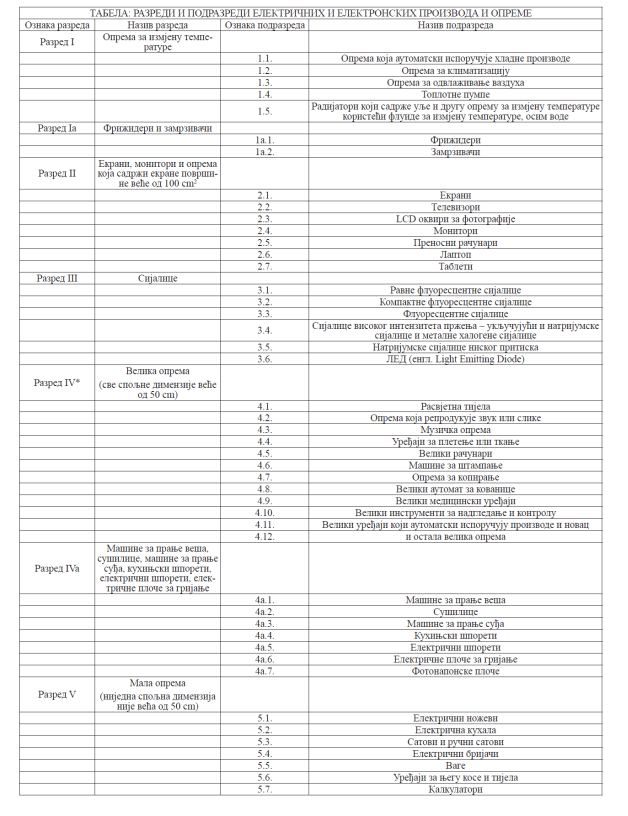 ТАБЕЛА: РАЗРЕДИ И ПОДРАЗРЕДИ ЕЛЕКТРИЧНИХ И ЕЛЕКТРОНСКИХ ПРОИЗВОДА И ОПРЕМЕ
Ознака разреда Назив разреда Ознака подразреда Назив подразреда
Разред I Опрема за измјену темпе-
ратуре
1.1. Опрема која аутоматски испоручује хладне производе
1.2. Опрема за климатизацију
1.3. Опрема за одвлаживање ваздуха
1.4. Топлотне пумпе
1.5. Радијатори који садрже уље и другу опрему за измјену температуре
користећи флуиде за измјену температуре, осим воде
Разред Iа Фрижидери и замрзивачи
1а.1. Фрижидери
1а.2. Замрзивачи
Разред II Екрани, монитори и опрема
која садржи екране површи-
не веће од 100 cm²
2.1. Екрани
2.2. Телевизори
2.3. LCD оквири за фотографије
2.4. Монитори
2.5. Преносни рачунари
2.6. Лаптоп
2.7. Таблети
Разред III Сијалице
3.1. Равне флуоресцентне сијалице
3.2. Компактне флуоресцентне сијалице
3.3. Флуоресцентне сијалице
3.4. Сијалице високог интензитета пржења – укључујући и натријумске
сијалице и металне халогене сијалице
3.5. Натријумске сијалице ниског притиска
3.6. ЛЕД (енгл. Light Emitting Diode)
Разред IV* Велика опрема
(све спољне димензије веће
од 50 cm)
4.1. Расвјетна тијела
4.2. Опрема која репродукује звук или слике
4.3. Музичка опрема
4.4. Уређаји за плетење или ткање
4.5. Велики рачунари
4.6. Машине за штампање
4.7. Опрема за копирање
4.8. Велики аутомат за кованице
4.9. Велики медицински уређаји
4.10. Велики инструменти за надгледање и контролу
4.11. Велики уређаји који аутоматски испоручују производе и новац
4.12. и остала велика опрема
Разред IVа Машине за прање веша,
сушилице, машине за прање
суђа, кухињски шпорети,
електрични шпорети, елек-
тричне плоче за гријање
4а.1. Машине за прање веша
4а.2. Сушилице
4а.3. Машине за прање суђа
4а.4. Кухињски шпорети
4а.5. Електрични шпорети
4а.6. Електричне плоче за гријање
4а.7. Фотонапонске плоче
Разред V Мала опрема
(ниједна спољна димензија
није већа од 50 cm)
5.1. Електрични ножеви
5.2. Електрична кухала
5.3. Сатови и ручни сатови
5.4. Електрични бријачи
5.5. Ваге
5.6. Уређаји за његу косе и тијела
5.7. Калкулатори